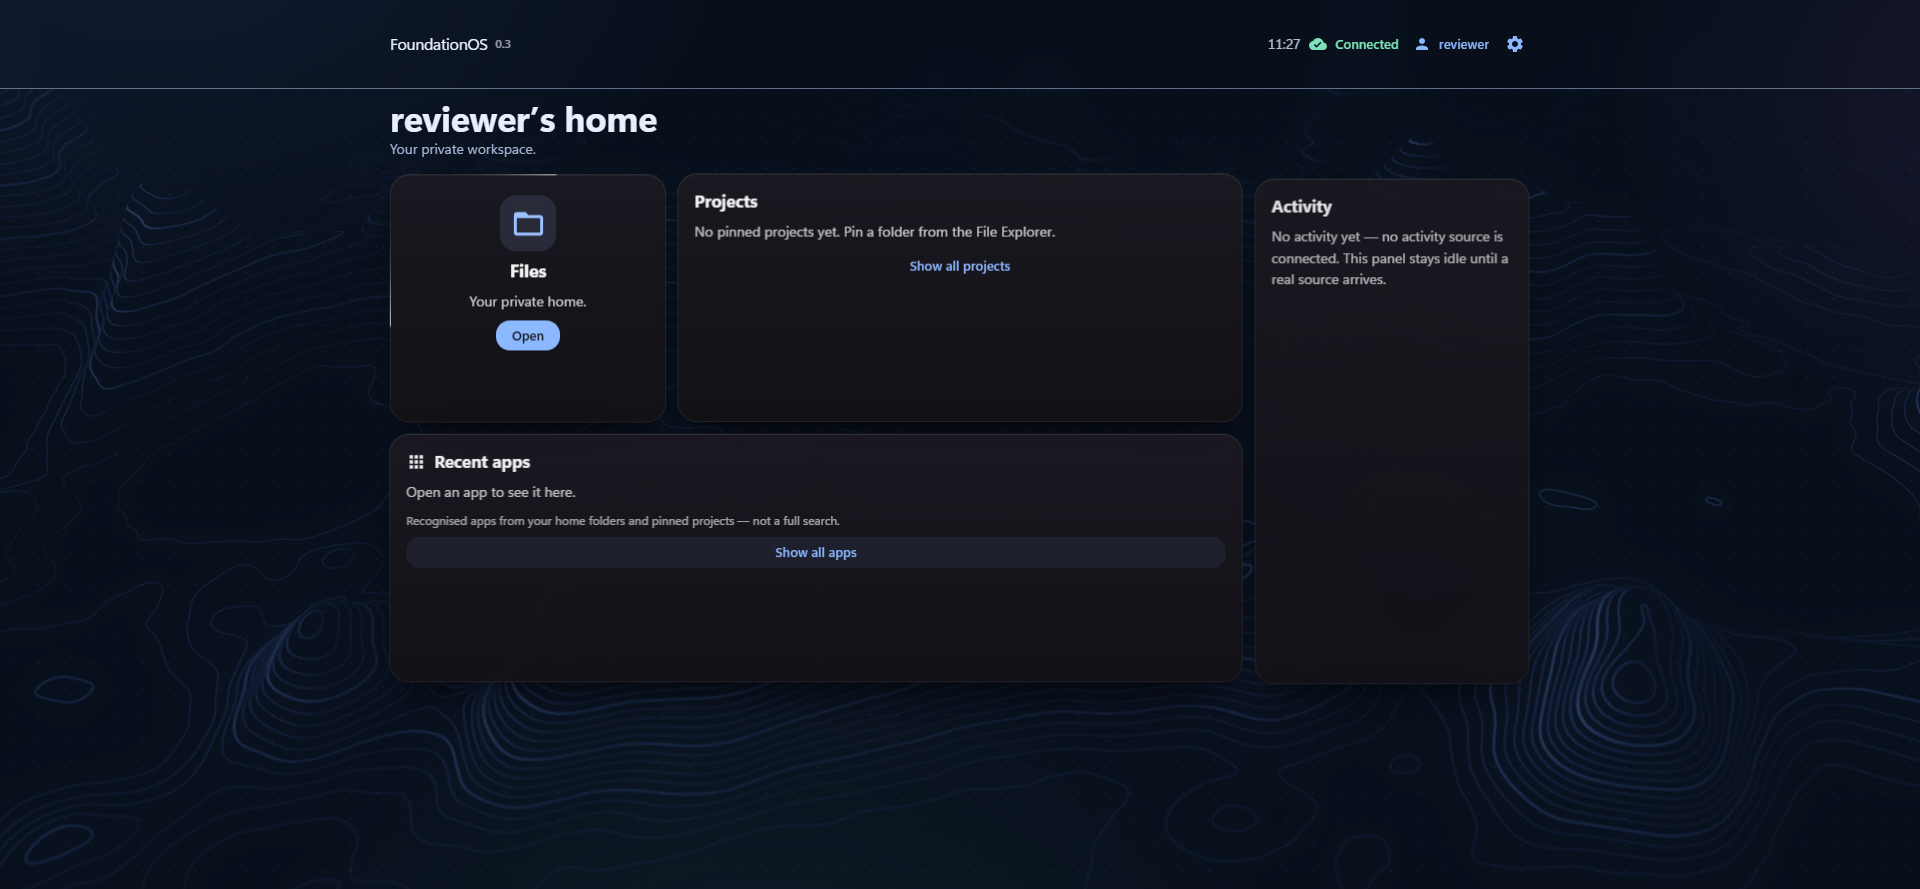 FoundationOS 0.3
11:27 Connected reviewer
reviewer’s home
Your private workspace.
Files
Your private home.
Open
Projects
No pinned projects yet. Pin a folder from the File Explorer.
Show all projects
Activity
No activity yet — no activity source is
connected. This panel stays idle until a
real source arrives.
Recent apps
Open an app to see it here.
Recognised apps from your home folders and pinned projects — not a full search.
Show all apps